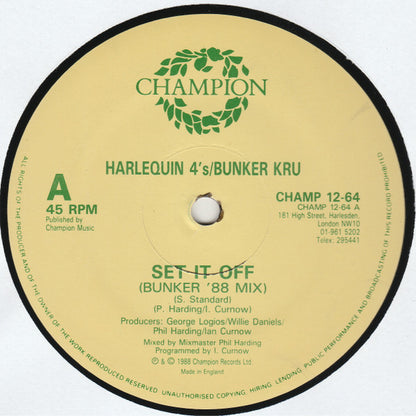 CHAMPION
HARLEQUIN 4's/BUNKER KRU
A
45 RPM
Published by
Champion Music
CHAMP 12-64
CHAMP 12-64 A
181 High Street, Harlesden,
London NW10
01-961 5202
Telex: 295441
SET IT OFF
(BUNKER '88 MIX)
(S. Standard)
(P. Harding/I. Curnow)
Producers: George Logios/Willie Daniels/
Phil Harding/Ian Curnow
Mixed by Mixmaster Phil Harding
Programmed by I. Curnow
℗ & © 1988 Champion Records Ltd
Made in England
ALL RIGHTS OF THE PRODUCER AND OF THE OWNER OF THE WORK REPRODUCED RESERVED. UNAUTHORISED COPYING, HIRING, LENDING, PUBLIC PERFORMANCE AND BROADCASTING OF THIS RECORD PROHIBITED.